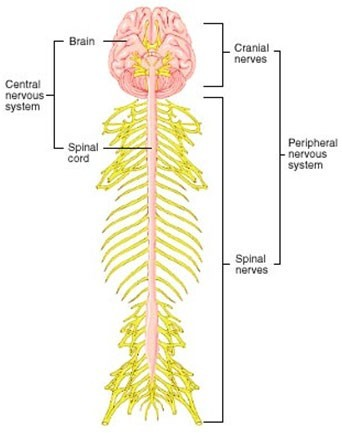 Brain
Cranial
nerves
Central
nervous
system
Spinal
cord
Peripheral
nervous
system
Spinal
nerves